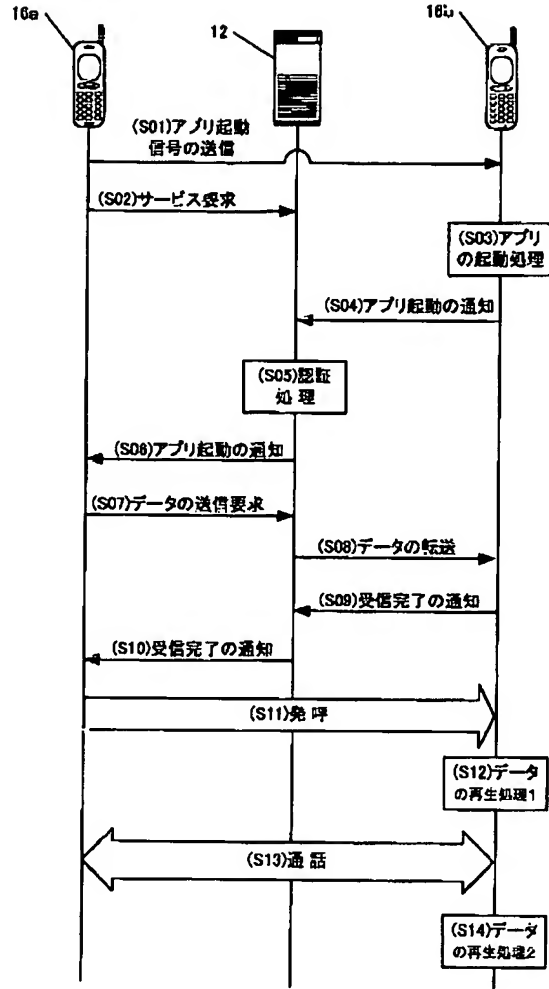 16a
12
16b
(S01)アプリ起動
信号の送信
(S02)サービス要求
(S03)アプリ
の起動処理
(S04)アプリ起動の通知
(S05)認証
処 理
(S06)アプリ起動の通知
(S07)データの送信要求
(S08)データの転送
(S09)受信完了の通知
(S10)受信完了の通知
(S11)発 呼
(S12)データ
の再生処理1
(S13)通 話
(S14)データ
の再生処理2